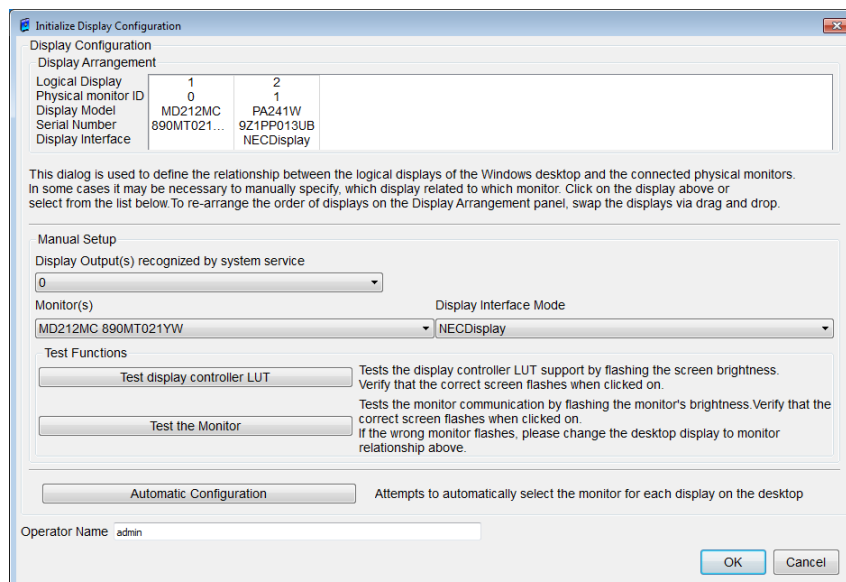 Initialize Display Configuration
Display Configuration
Display Arrangement
Logical Display 1 2
Physical monitor ID 0 1
Display Model MD212MC PA241W
Serial Number 890MT021... 9Z1PP013UB
Display Interface NECDisplay
This dialog is used to define the relationship between the logical displays of the Windows desktop and the connected physical monitors.
In some cases it may be necessary to manually specify, which display related to which monitor. Click on the display above or
select from the list below.To re-arrange the order of displays on the Display Arrangement panel, swap the displays via drag and drop.
Manual Setup
Display Output(s) recognized by system service
0
Monitor(s) Display Interface Mode
MD212MC 890MT021YW NECDisplay
Test Functions
Test display controller LUT
Tests the display controller LUT support by flashing the screen brightness.
Verify that the correct screen flashes when clicked on.
Test the Monitor
Tests the monitor communication by flashing the monitor's brightness.Verify that the
correct screen flashes when clicked on.
If the wrong monitor flashes, please change the desktop display to monitor
relationship above.
Automatic Configuration Attempts to automatically select the monitor for each display on the desktop
Operator Name admin
OK Cancel